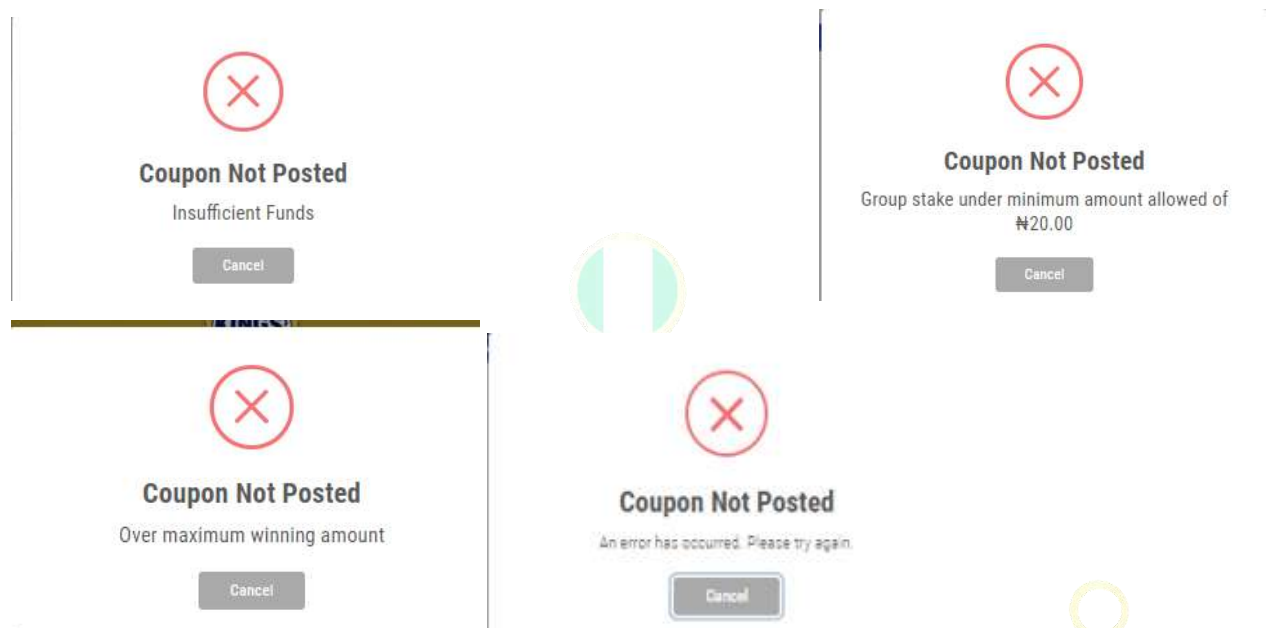 Coupon Not Posted
Insufficient Funds
Cancel
Coupon Not Posted
Group stake under minimum amount allowed of
₦20.00
Cancel
KINGS
Coupon Not Posted
Over maximum winning amount
Cancel
Coupon Not Posted
An error has occurred. Please try again.
Cancel